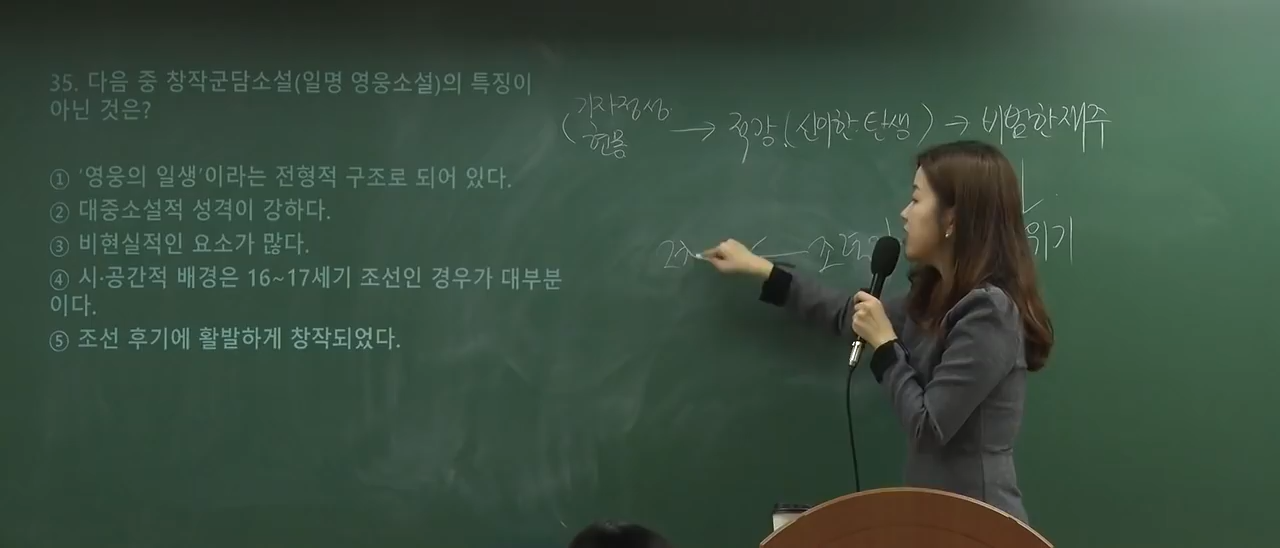 35. 다음 중 창작군담소설(일명 영웅소설)의 특징이
아닌 것은?
① '영웅의 일생'이라는 전형적 구조로 되어 있다.
② 대중소설적 성격이 강하다.
③ 비현실적인 요소가 많다.
④ 시·공간적 배경은 16~17세기 조선인 경우가 대부분
이다.
⑤ 조선 후기에 활발하게 창작되었다.
( 기자정성. → 적강(신이한 탄생) → 비범한 재주
현몽
← 위기